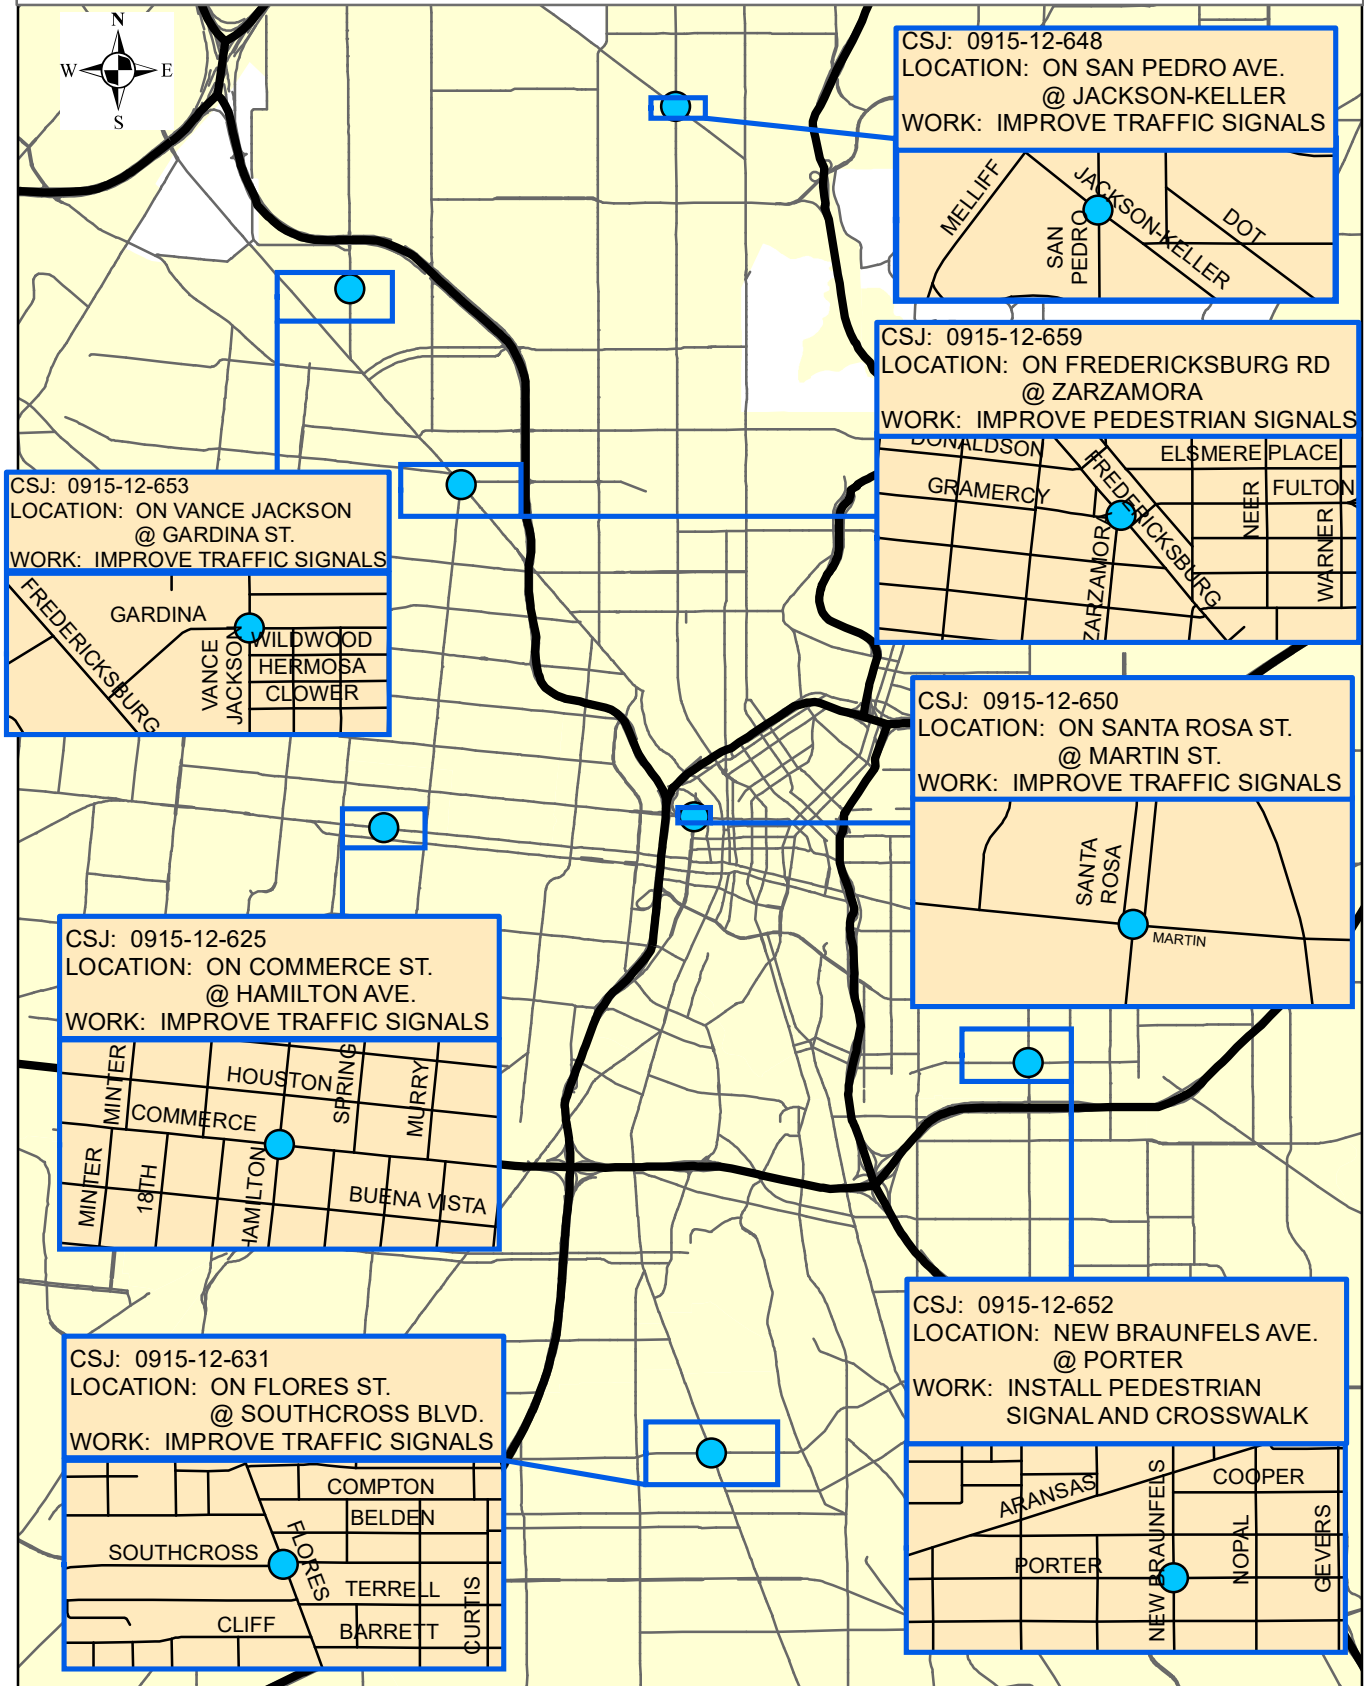 N
W E
S
CSJ: 0915-12-648
LOCATION: ON SAN PEDRO AVE.
@ JACKSON-KELLER
WORK: IMPROVE TRAFFIC SIGNALS
MELLIFF
JACKSON-KELLER
SAN
PEDRO
DOT
CSJ: 0915-12-659
LOCATION: ON FREDERICKSBURG RD
@ ZARZAMORA
WORK: IMPROVE PEDESTRIAN SIGNALS
DONALDSON
GRAMERCY
FREDERICKSBURG
ELSMERE PLACE
FULTON
NEER
WARNER
ZARZAMORA
CSJ: 0915-12-653
LOCATION: ON VANCE JACKSON
@ GARDINA ST.
WORK: IMPROVE TRAFFIC SIGNALS
FREDERICKSBURG
GARDINA
VANCE
JACKSON
WILDWOOD
HERMOSA
CLOWER
CSJ: 0915-12-650
LOCATION: ON SANTA ROSA ST.
@ MARTIN ST.
WORK: IMPROVE TRAFFIC SIGNALS
SANTA
ROSA
MARTIN
CSJ: 0915-12-625
LOCATION: ON COMMERCE ST.
@ HAMILTON AVE.
WORK: IMPROVE TRAFFIC SIGNALS
MINTER
HOUSTON
SPRING
MURRY
COMMERCE
MINTER
18TH
HAMILTON
BUENA VISTA
CSJ: 0915-12-652
LOCATION: NEW BRAUNFELS AVE.
@ PORTER
WORK: INSTALL PEDESTRIAN
SIGNAL AND CROSSWALK
ARANSAS
NEW BRAUNFELS
COOPER
PORTER
NOPAL
GEVERS
CSJ: 0915-12-631
LOCATION: ON FLORES ST.
@ SOUTHCROSS BLVD.
WORK: IMPROVE TRAFFIC SIGNALS
COMPTON
BELDEN
FLORES
SOUTHCROSS
TERRELL
CURTIS
CLIFF
BARRETT